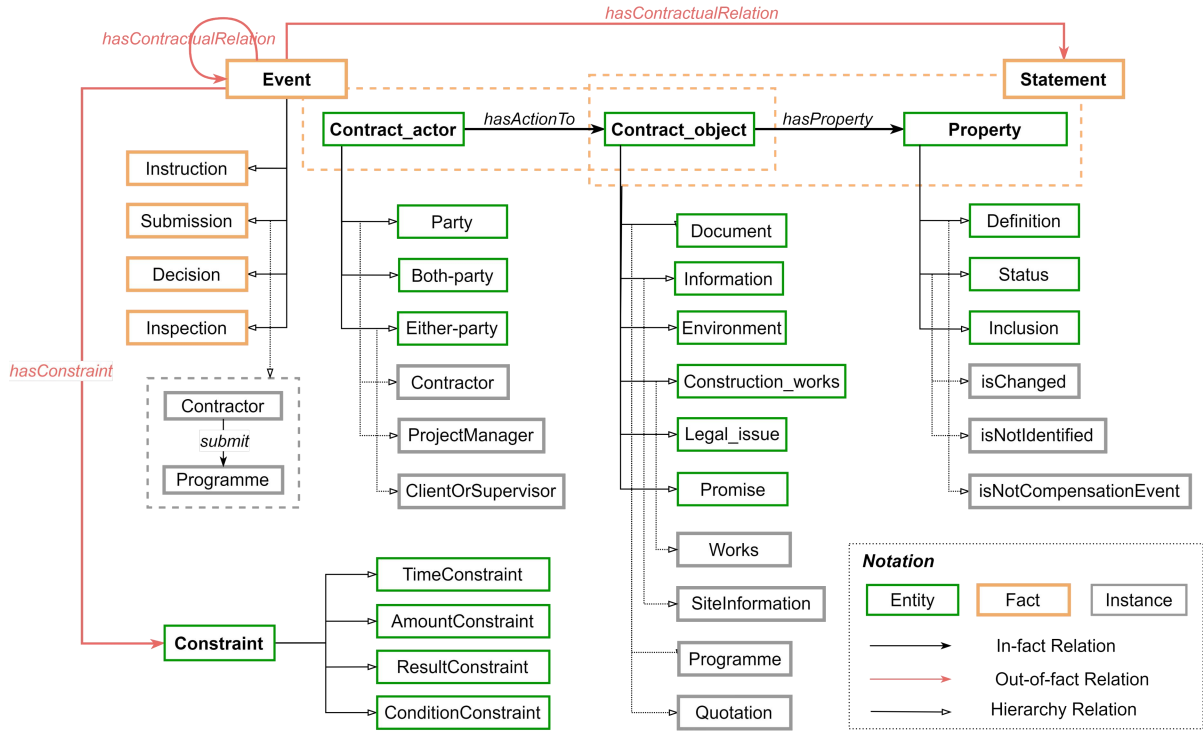 hasContractualRelation
hasContractualRelation
Event
Statement
Contract_actor
hasActionTo
Contract_object
hasProperty
Property
Instruction
Submission
Decision
Inspection
hasConstraint
Contractor
submit
Programme
Party
Both-party
Either-party
Contractor
ProjectManager
ClientOrSupervisor
Document
Information
Environment
Construction_works
Legal_issue
Promise
Works
SiteInformation
Programme
Quotation
Definition
Status
Inclusion
isChanged
isNotIdentified
isNotCompensationEvent
Constraint
TimeConstraint
AmountConstraint
ResultConstraint
ConditionConstraint
Notation
Entity
Fact
Instance
In-fact Relation
Out-of-fact Relation
Hierarchy Relation